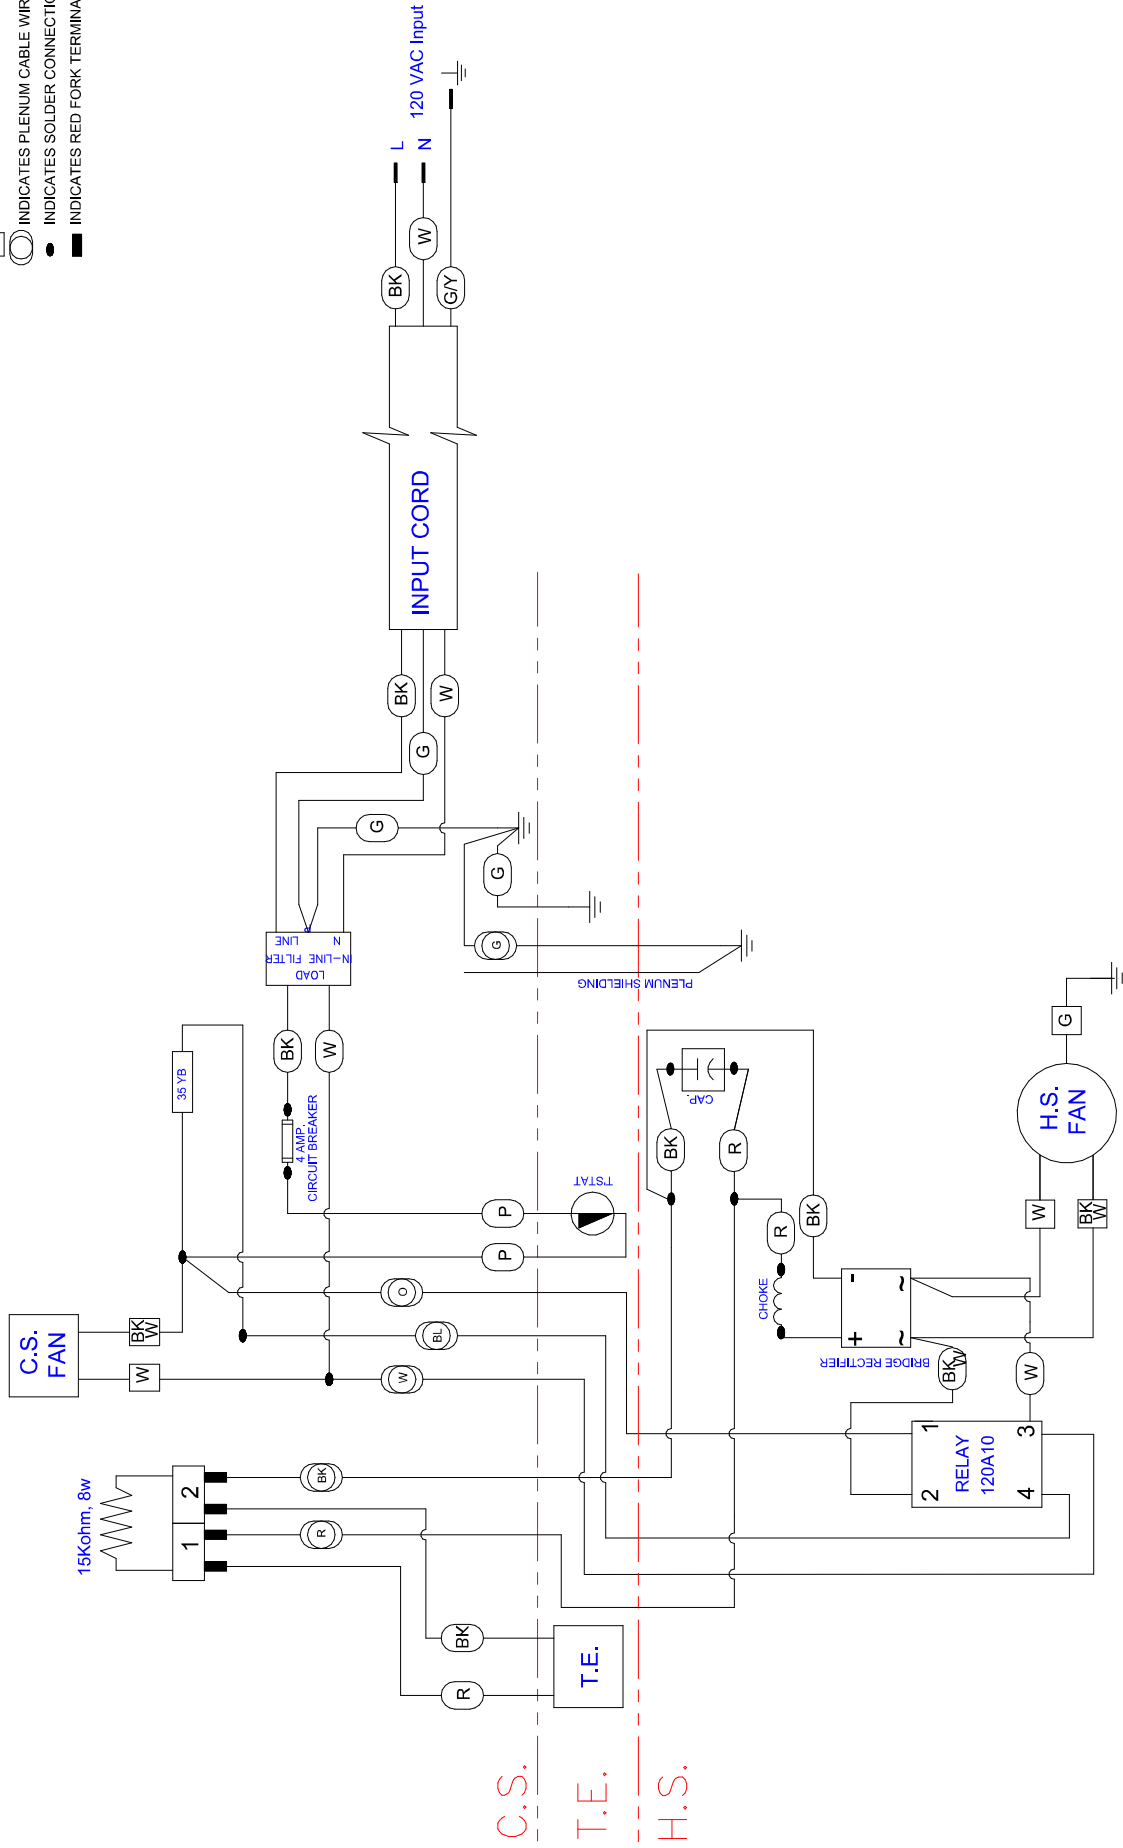 INDICATES PLENUM CABLE WIR
INDICATES SOLDER CONNECTIO
INDICATES RED FORK TERMINA
120 VAC Input
L
N
BK
W
G/Y
INPUT CORD
BK
G
W
G
G
G
PLENUM SHIELDING
LINE
N
IN-LINE FILTER
LOAD
BK
W
35 YB
4 AMP.
CIRCUIT BREAKER
P
P
T'STAT
C.S.
FAN
BK
W
W
O
BL
W
15Kohm, 8w
1
2
BK
R
BK
R
T.E.
CAP.
BK
R
R
BK
CHOKE
+
-
~
~
BRIDGE RECTIFIER
BK
W
W
RELAY
120A10
1
2
3
4
H.S.
FAN
G
W
BK
W
C.S.
T.E.
H.S.